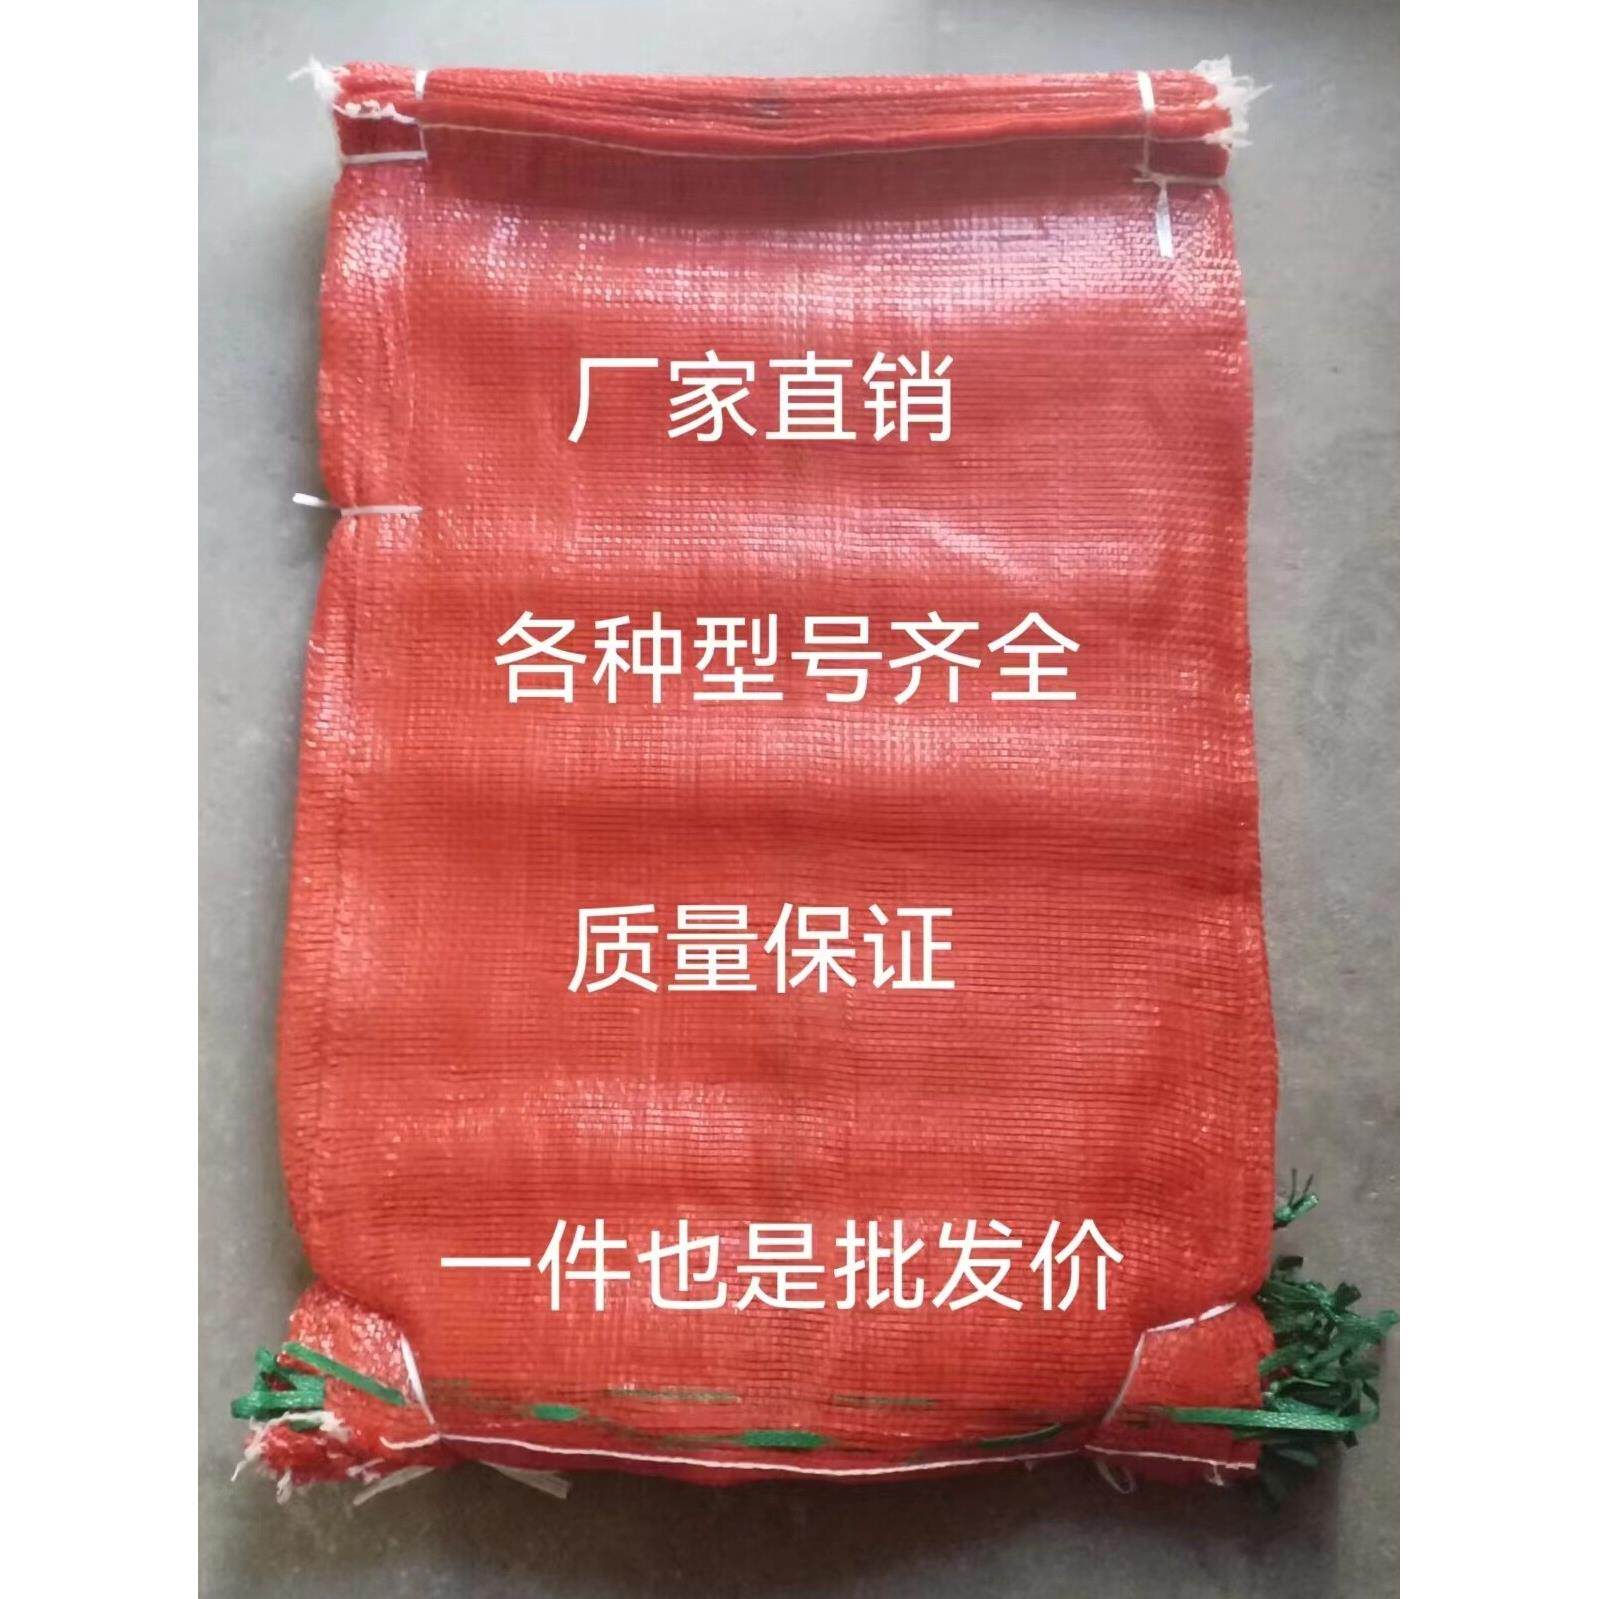 厂家直销
各种型号齐全
质量保证
一件也是批发价